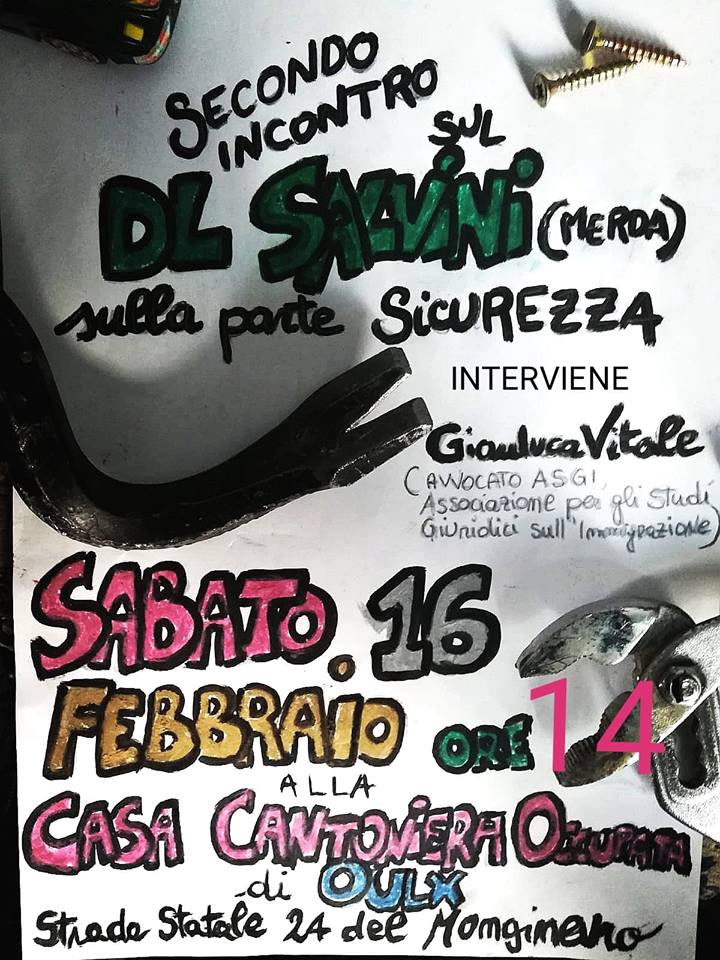 SECONDO
INCONTRO
SUL
DL SALVINI (MERDA)
sulla parte SICUREZZA
INTERVIENE
Gianluca Vitale
(AVVOCATO ASGI,
Associazione per gli Studi
Giuridici sull'Immigrazione)
SABATO 16
FEBBRAIO ORE 14
ALLA
CASA CANTONIERA OCCUPATA
di OULX
Strada Statale 24 del Momginevro